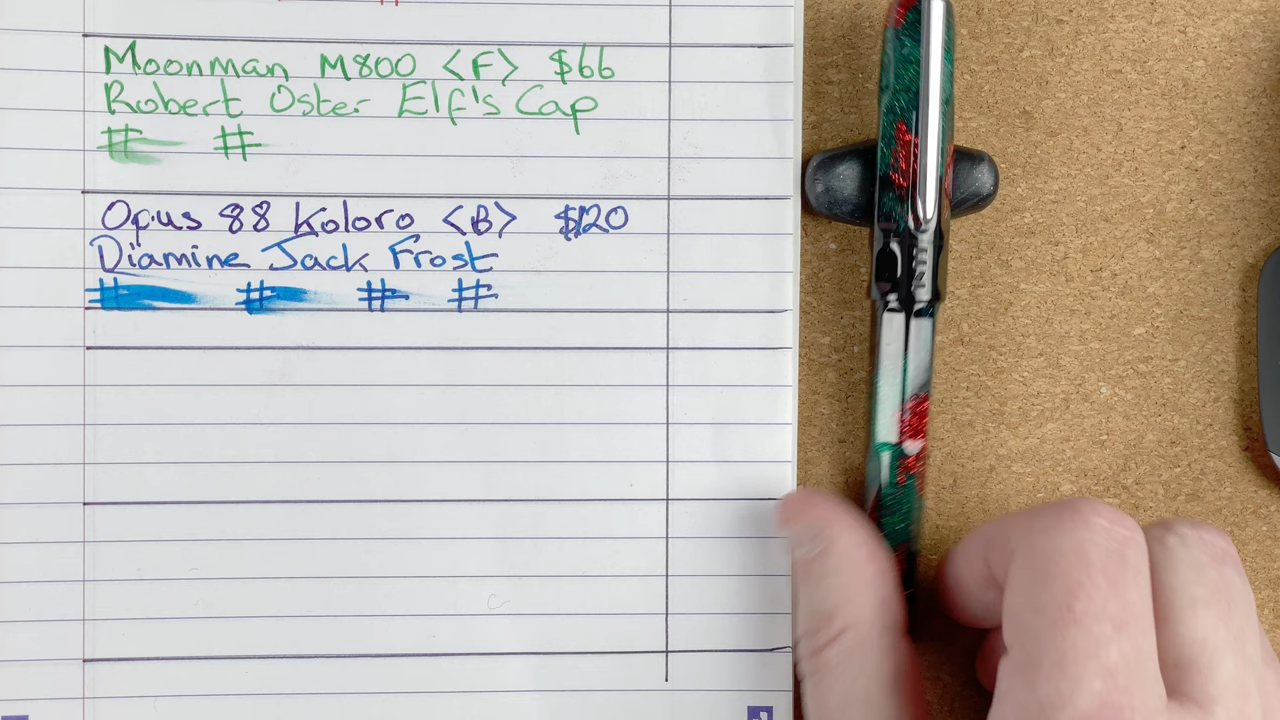 Moonman M800 <F> $66
Robert Oster Elf's Cap
# #
Opus 88 Koloro <B> $120
Diamine Jack Frost
# # # #